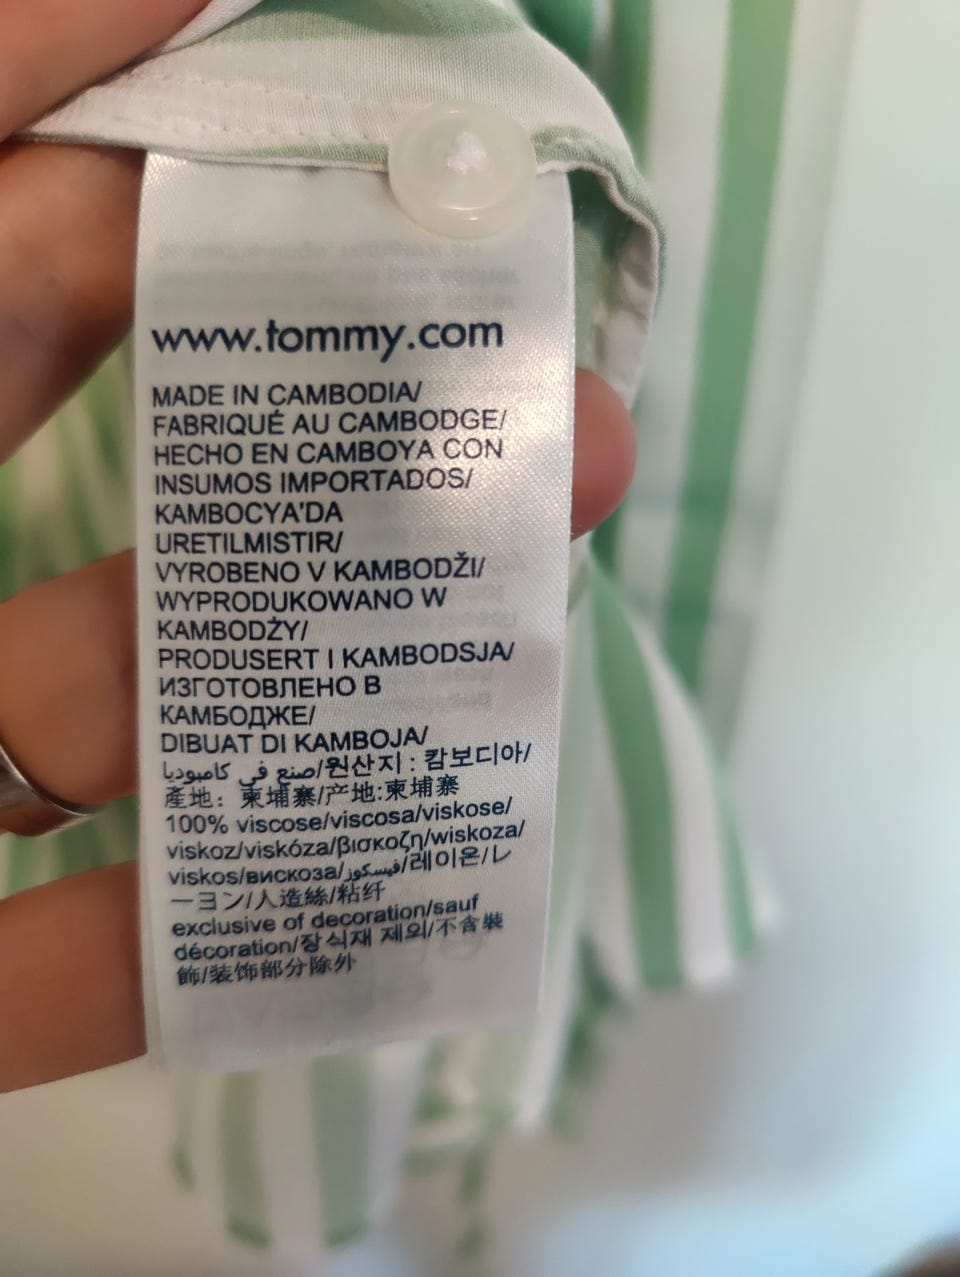 www.tommy.com
MADE IN CAMBODIA/
FABRIQUÉ AU CAMBODGE/
HECHO EN CAMBOYA CON
INSUMOS IMPORTADOS/
KAMBOCYA'DA
URETILMISTIR/
VYROBENO V KAMBODŽI/
WYPRODUKOWANO W
KAMBODŻY/
PRODUSERT I KAMBODSJA/
ИЗГОТОВЛЕНО В
КАМБОДЖЕ/
DIBUAT DI KAMBOJA/
صنع في كامبوديا/원산지 : 캄보디아/
產地：柬埔寨/产地:柬埔寨
100% viscose/viscosa/viskose/
viskoz/viskóza/βισκοζη/wiskoza/
viskos/вискоза/فيسكوز/레이온/レ
ーヨン/人造絲/粘纤
exclusive of decoration/sauf
décoration/장식재 제외/不含裝
飾/装饰部分除外